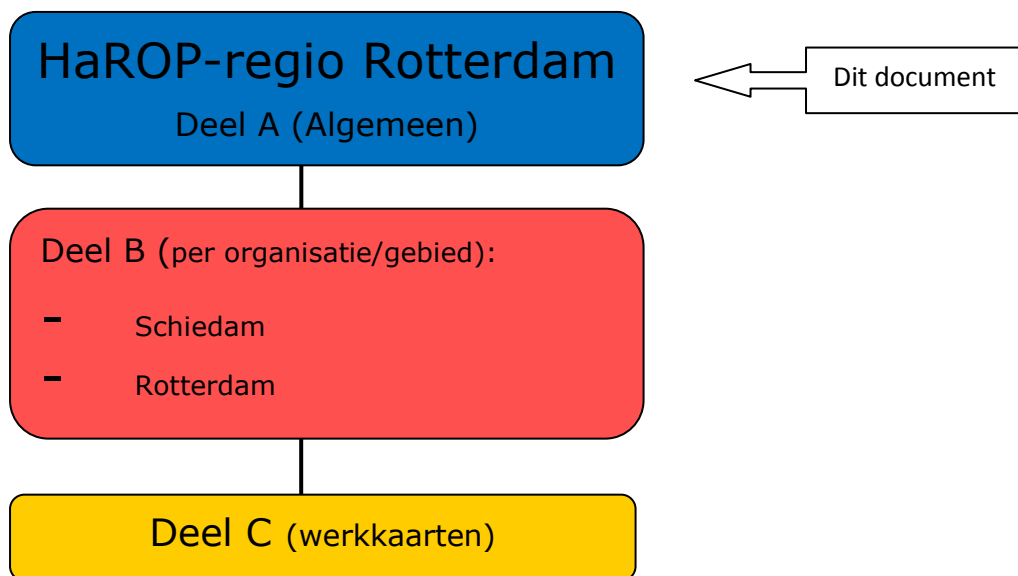 HaROP-regio Rotterdam
Deel A (Algemeen)
Dit document
Deel B (per organisatie/gebied):
- Schiedam
- Rotterdam
Deel C (werkkaarten)